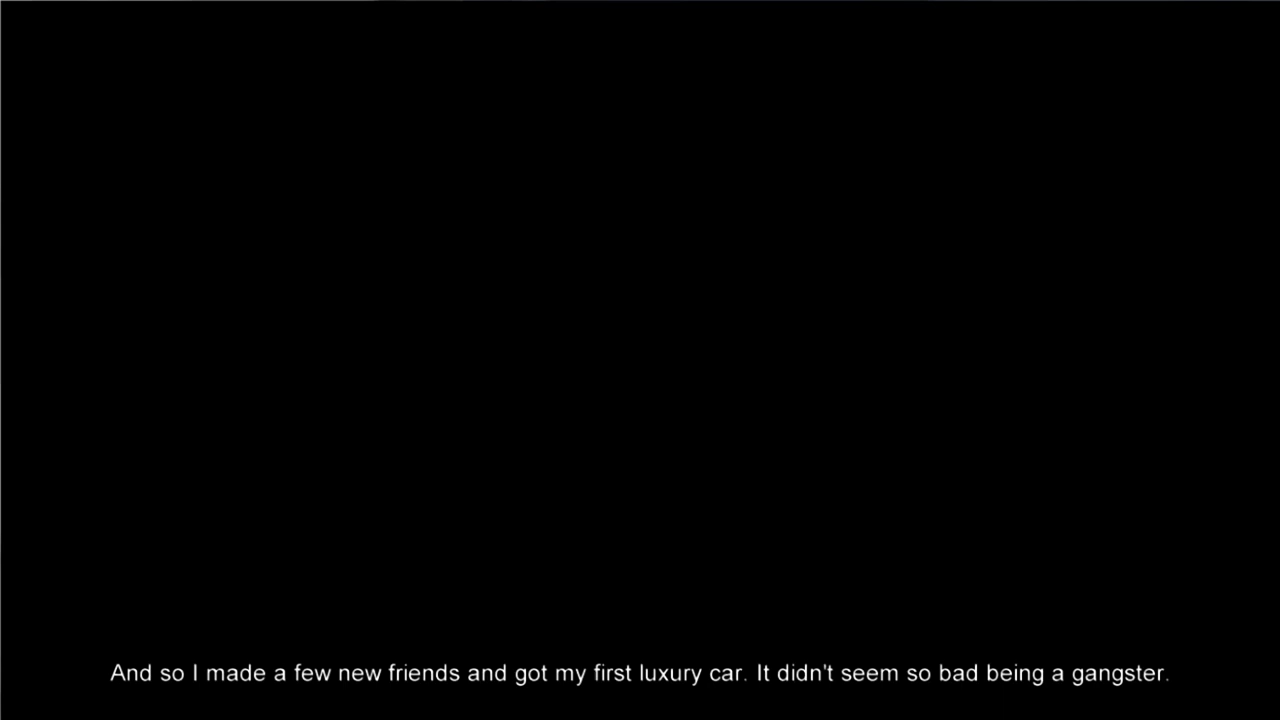 And so I made a few new friends and got my first luxury car. It didn't seem so bad being a gangster.